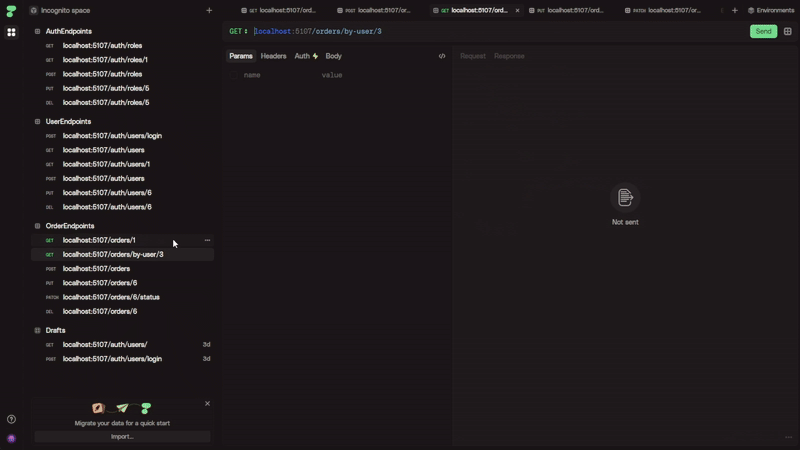 Incognito space
GET localhost:5107/ord...
POST localhost:5107/or...
GET localhost:5107/ord...
PUT localhost:5107/ord...
PATCH localhost:5107/or...
Environments
AuthEndpoints
GET localhost:5107/auth/roles
GET localhost:5107/auth/roles/1
POST localhost:5107/auth/roles
PUT localhost:5107/auth/roles/5
DEL localhost:5107/auth/roles/5
UserEndpoints
POST localhost:5107/auth/users/login
GET localhost:5107/auth/users
GET localhost:5107/auth/users/1
POST localhost:5107/auth/users
PUT localhost:5107/auth/users/6
DEL localhost:5107/auth/users/6
OrderEndpoints
GET localhost:5107/orders/1
GET localhost:5107/orders/by-user/3
POST localhost:5107/orders
PUT localhost:5107/orders/6
PATCH localhost:5107/orders/6/status
DEL localhost:5107/orders/6
Drafts
GET localhost:5107/auth/users/ 3d
POST localhost:5107/auth/users/login 3d
Migrate your data for a quick start
Import...
GET localhost:5107/orders/by-user/3
Send
Params Headers Auth Body
name value
Request Response
Not sent